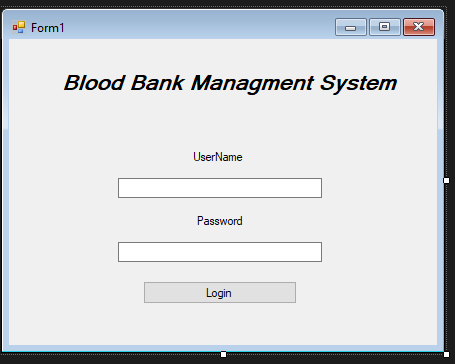 Form1
Blood Bank Managment System
UserName
Password
Login